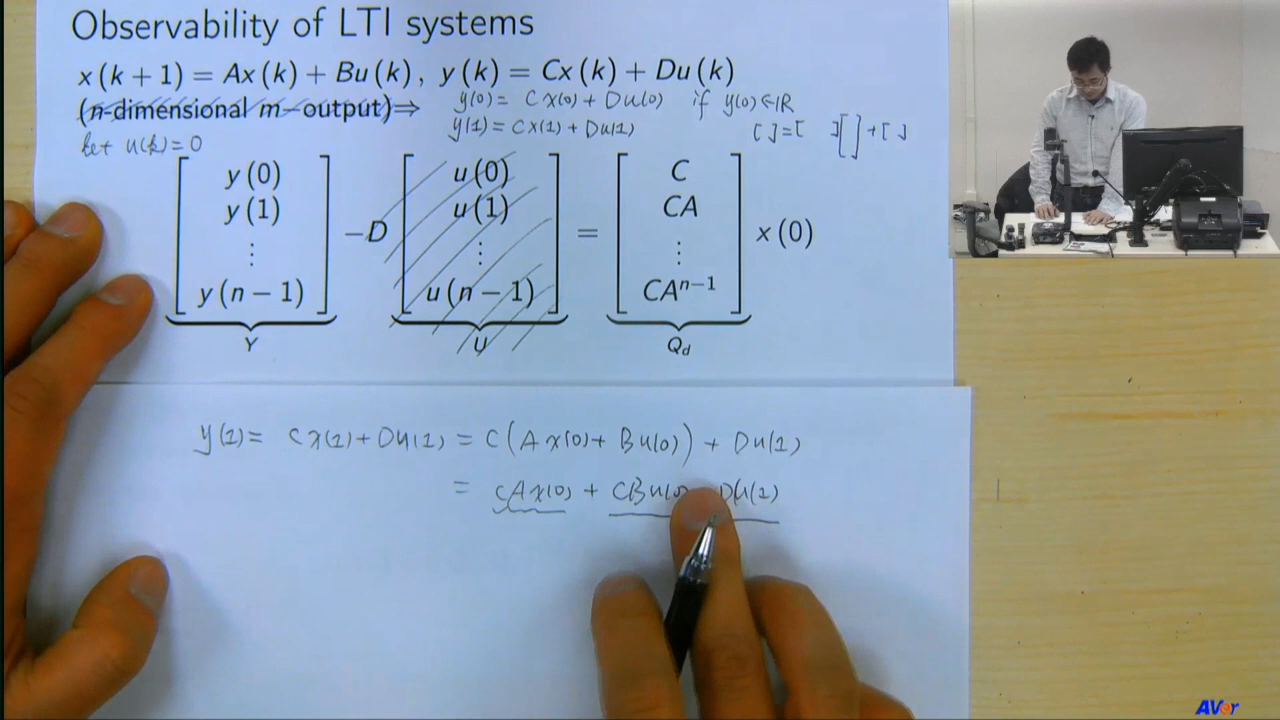 Observability of LTI systems
x(k + 1) = Ax(k) + Bu(k), y(k) = Cx(k) + Du(k)
(n-dimensional m-output)⇒ y(0) = Cx(0) + Du(0) if y(0) ∈ ℝ
y(1) = Cx(1) + Du(1) [ ] = [ ][ ] + [ ]
let u(k) = 0
[ y(0) y(1) ⋮ y(n − 1) ] −D [ u(0) u(1) ⋮ u(n − 1) ] = [ C CA ⋮ CAⁿ⁻¹ ] x(0)
Y U Q_d
y(1) = Cx(1) + Du(1) = C(Ax(0) + Bu(0)) + Du(1)
= CAx(0) + CBu(0) Du(1)
AVer